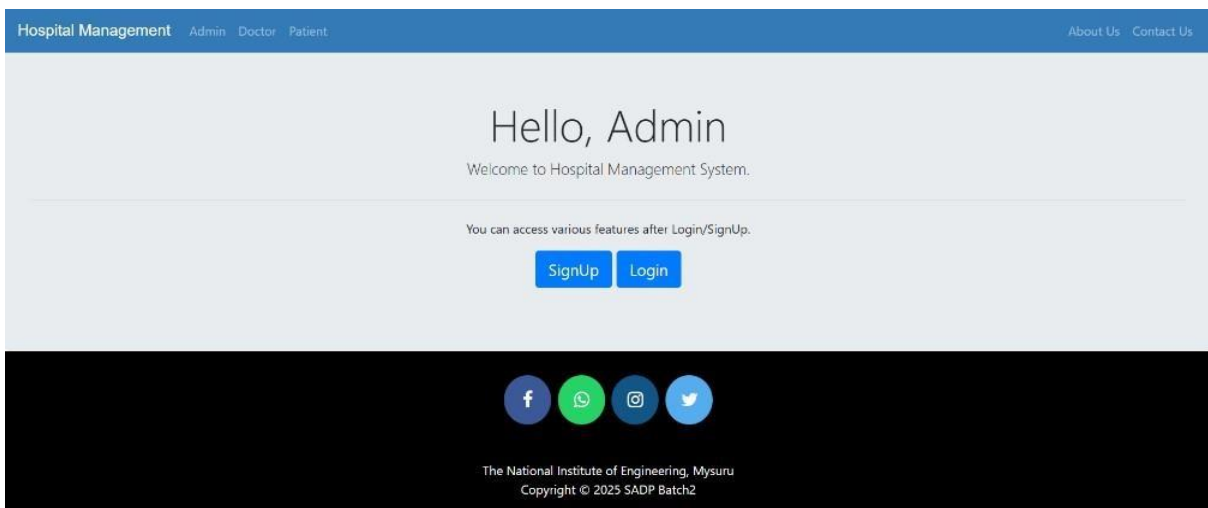 Hospital Management Admin Doctor Patient About Us Contact Us
Hello, Admin
Welcome to Hospital Management System.
You can access various features after Login/SignUp.
SignUp Login
The National Institute of Engineering, Mysuru
Copyright © 2025 SADP Batch2